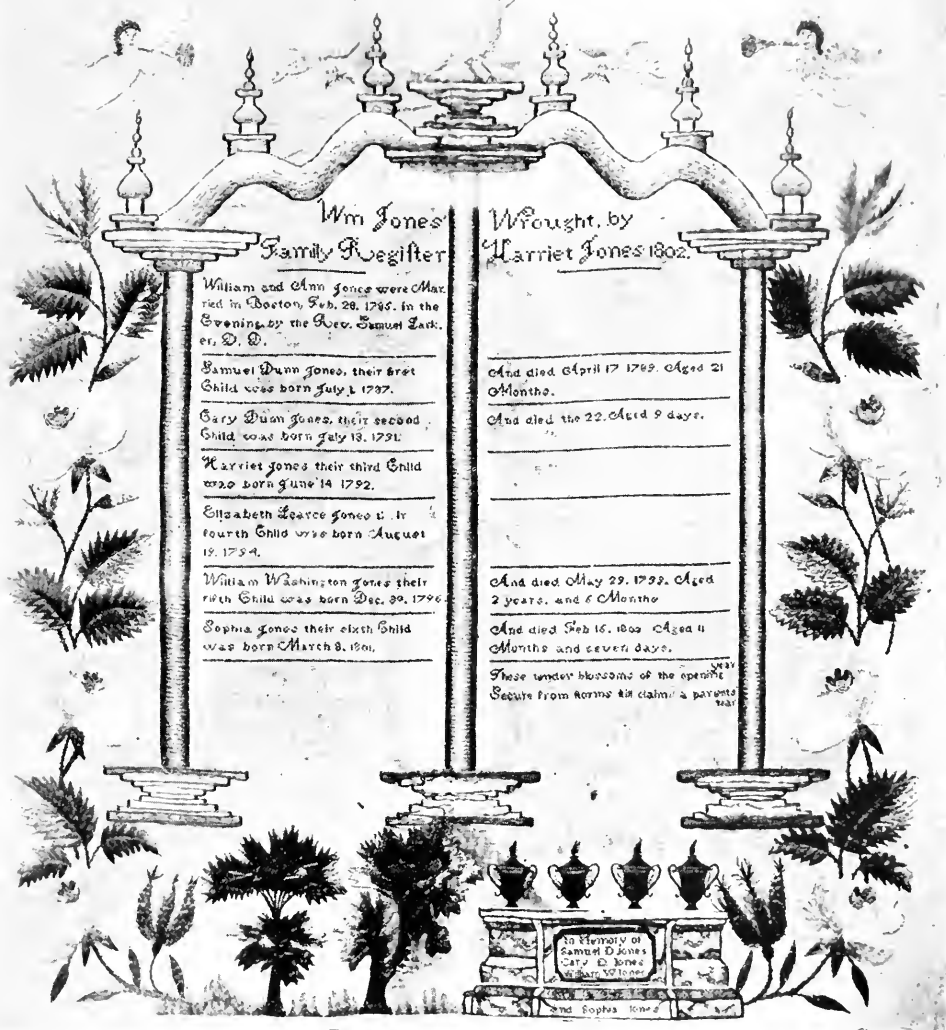 Wm Jones
Family Regiſter
William and Ann Jones were Mar
ried in Boston, Feb. 28. 1785. in the
Evening, by the Rev. Samuel
er, D. D.
Samuel Dunn Jones, their first
Child was born July 1. 1787.
Cary Dunn Jones, their second
Child was born July 13. 1791.
Harriet Jones their third Child
was born June 14 1792.
Elizabeth Jones
fourth Child was born August
19. 1794.
William Washington Jones their
fifth Child was born Dec. 30. 1796.
Sophia Jones their sixth Child
was born March 8. 1801.
Wrought, by
Harriet Jones 1802.
And died April 17 1789. Aged 21
Months.
And died the 22. Aged 9 days.
And died May 29. 1799. Aged
2 years, and 5 Months
And died Feb 15. 1802 Aged 11
Months and seven days.
These tender blossoms of the opening
year
Secure from storms still claims a parents
tear
In Memory of
Samuel D Jones
Cary D. Jones
William W Jones
and Sophia Jones